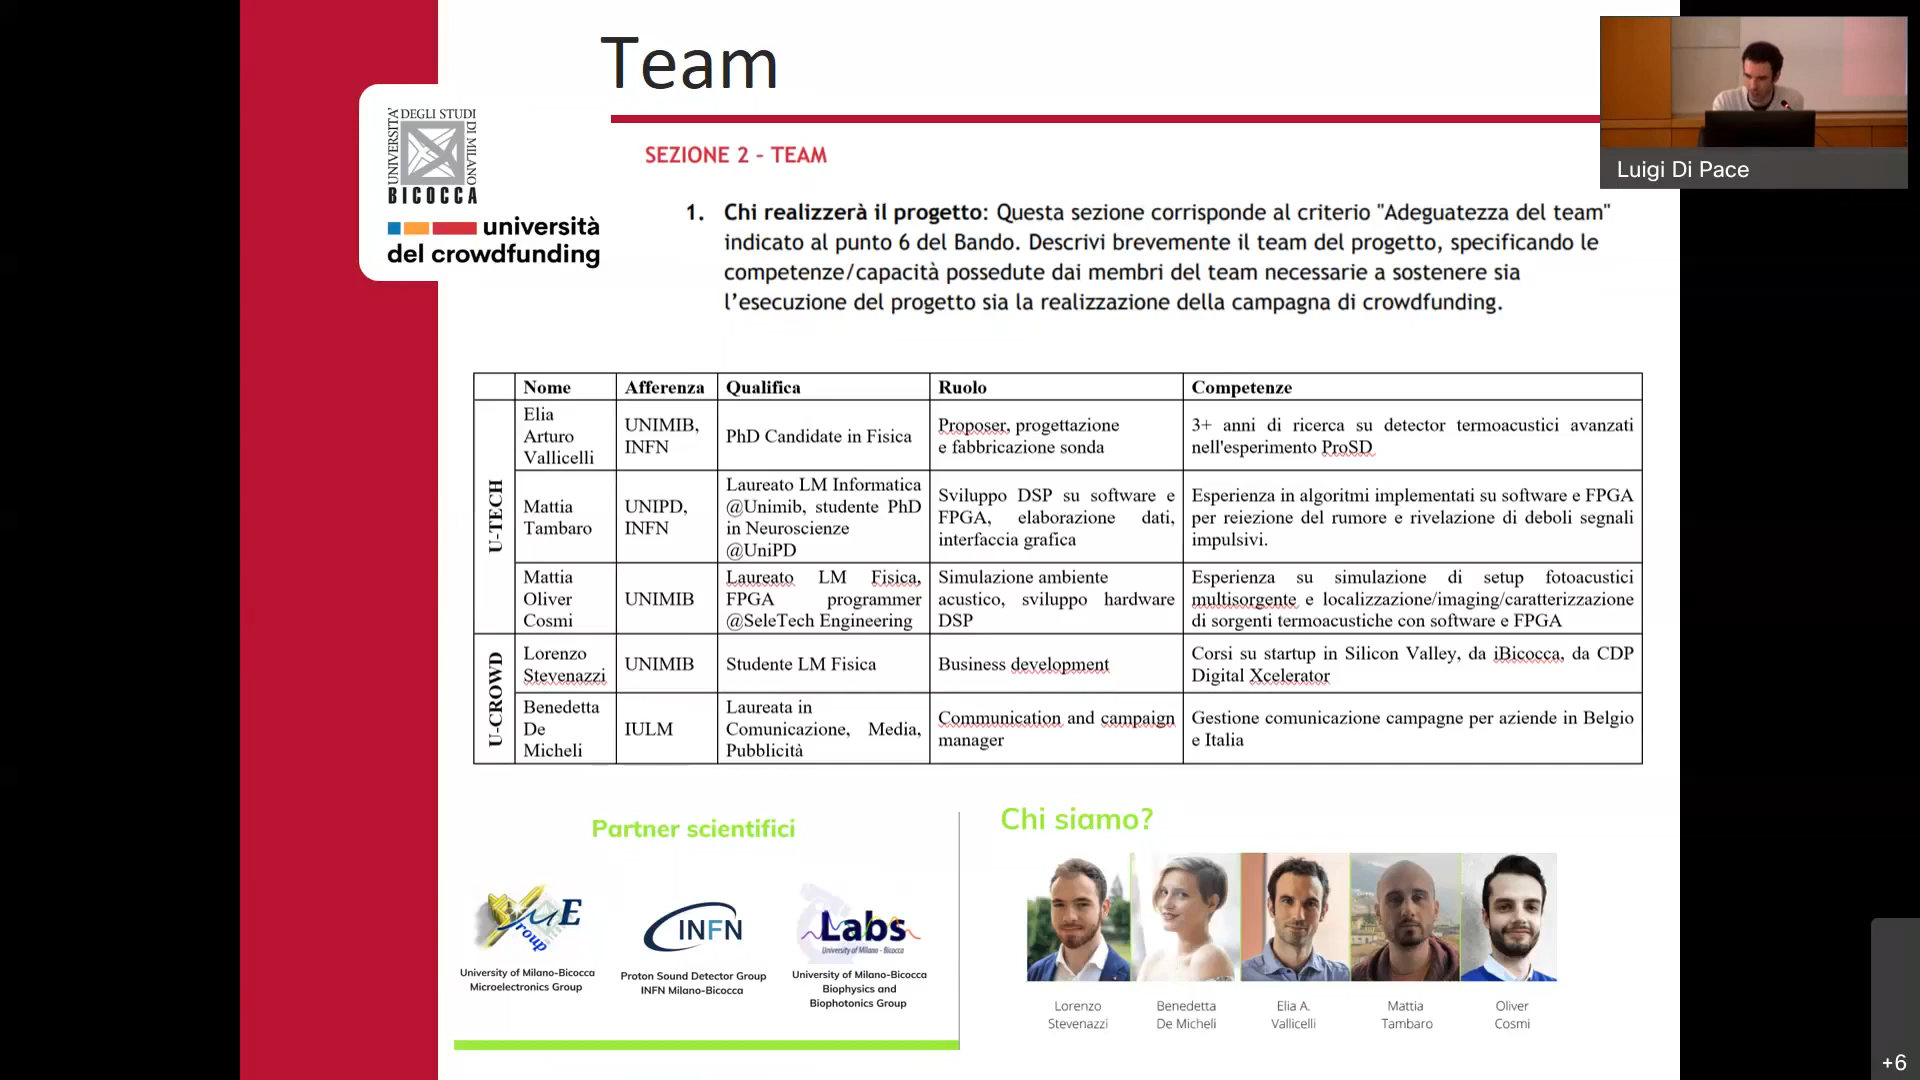 Team
UNIVERSITA'
DEGLI STUDI
DI MILANO
BICOCCA
università
del crowdfunding
SEZIONE 2 – TEAM
1. Chi realizzerà il progetto: Questa sezione corrisponde al criterio "Adeguatezza del team"
indicato al punto 6 del Bando. Descrivi brevemente il team del progetto, specificando le
competenze/capacità possedute dai membri del team necessarie a sostenere sia
l’esecuzione del progetto sia la realizzazione della campagna di crowdfunding.
Luigi Di Pace
Nome Afferenza Qualifica Ruolo Competenze
U-TECH
Elia
Arturo
Vallicelli
UNIMIB,
INFN
PhD Candidate in Fisica
Proposer, progettazione
e fabbricazione sonda
3+ anni di ricerca su detector termoacustici avanzati
nell'esperimento ProSD
Mattia
Tambaro
UNIPD,
INFN
Laureato LM Informatica
@Unimib, studente PhD
in Neuroscienze
@UniPD
Sviluppo DSP su software e
FPGA, elaborazione dati,
interfaccia grafica
Esperienza in algoritmi implementati su software e FPGA
per reiezione del rumore e rivelazione di deboli segnali
impulsivi.
Mattia
Oliver
Cosmi
UNIMIB
Laureato LM Fisica,
FPGA programmer
@SeleTech Engineering
Simulazione ambiente
acustico, sviluppo hardware
DSP
Esperienza su simulazione di setup fotoacustici
multisorgente e localizzazione/imaging/caratterizzazione
di sorgenti termoacustiche con software e FPGA
U-CROWD
Lorenzo
Stevenazzi
UNIMIB
Studente LM Fisica
Business development
Corsi su startup in Silicon Valley, da iBicocca, da CDP
Digital Xcelerator
Benedetta
De
Micheli
IULM
Laureata in
Comunicazione, Media,
Pubblicità
Communication and campaign
manager
Gestione comunicazione campagne per aziende in Belgio
e Italia
Partner scientifici
μE
Group
University of Milano-Bicocca
Microelectronics Group
INFN
Proton Sound Detector Group
INFN Milano-Bicocca
Labs
University of Milano - Bicocca
University of Milano-Bicocca
Biophysics and
Biophotonics Group
Chi siamo?
Lorenzo
Stevenazzi
Benedetta
De Micheli
Elia A.
Vallicelli
Mattia
Tambaro
Oliver
Cosmi
+6